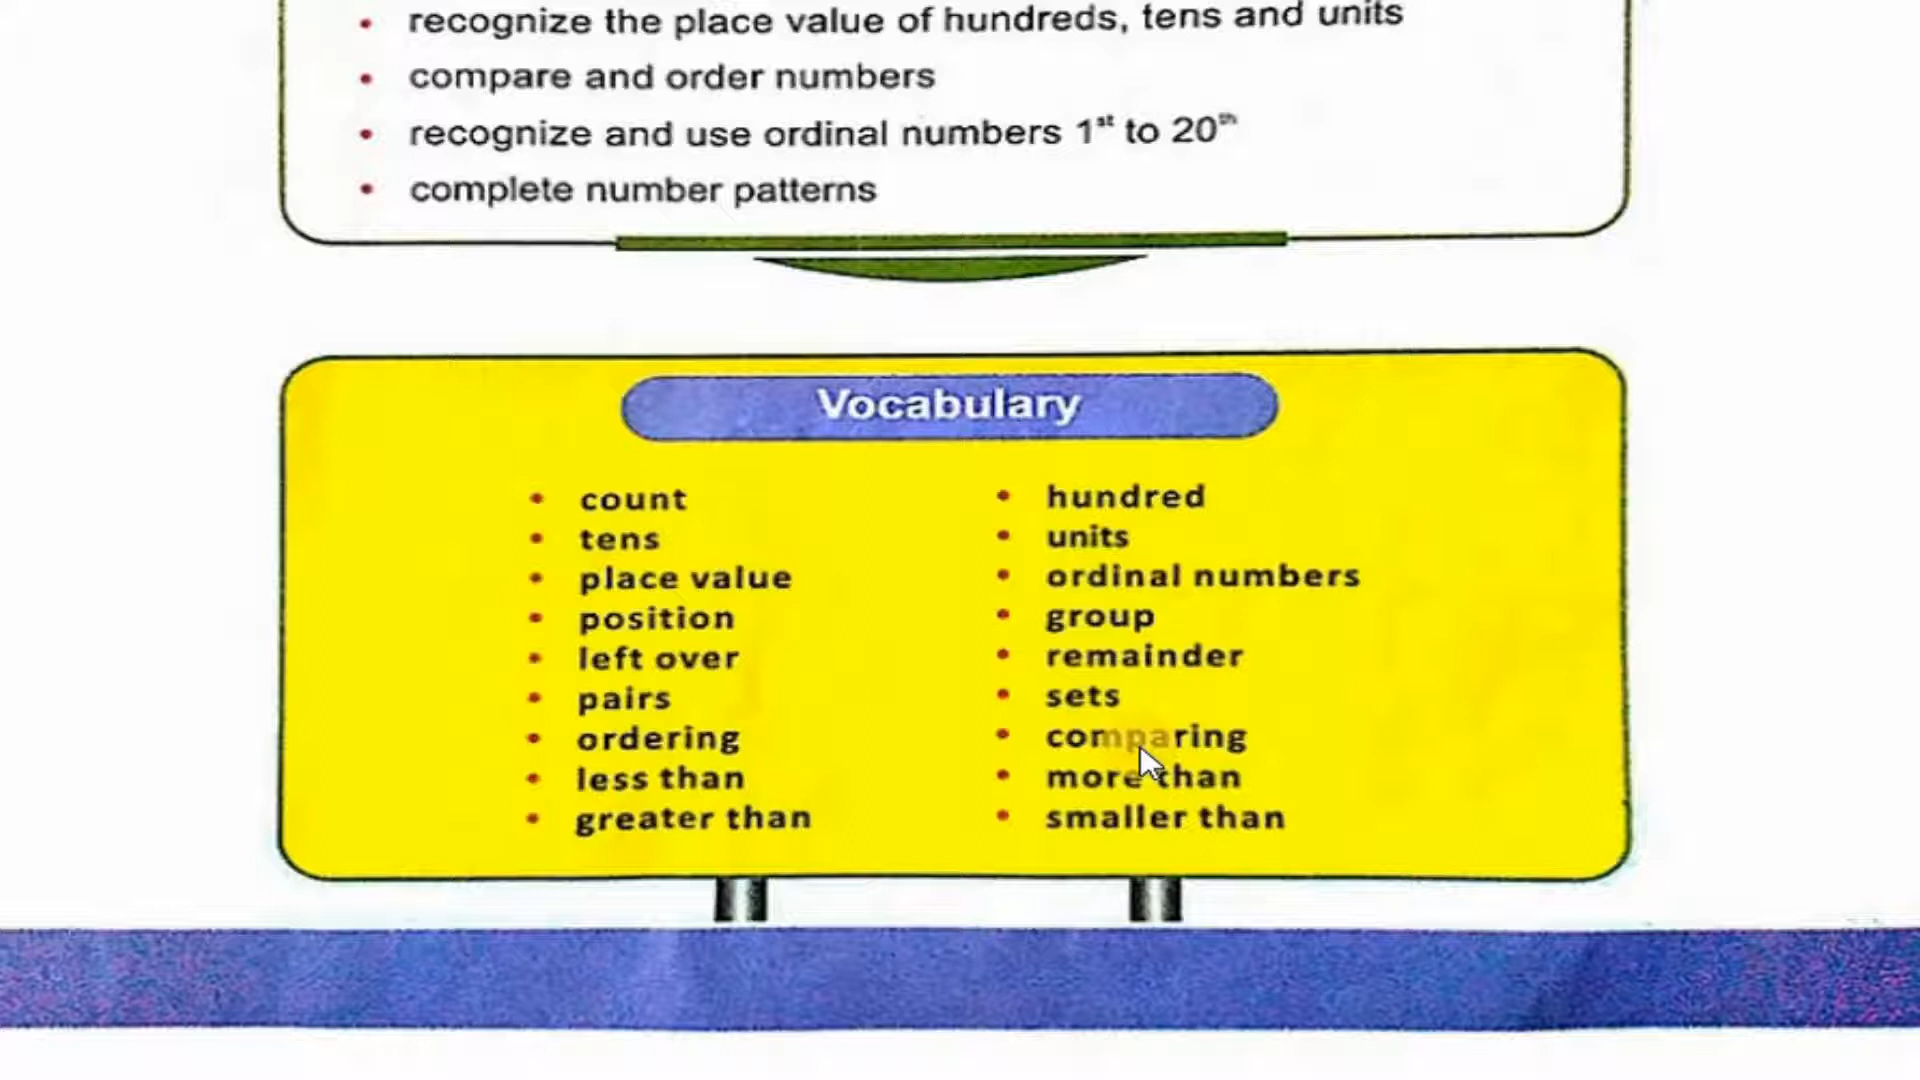 recognize the place value of hundreds, tens and units
compare and order numbers
recognize and use ordinal numbers 1st to 20th
complete number patterns
Vocabulary
count
tens
place value
position
left over
pairs
ordering
less than
greater than
hundred
units
ordinal numbers
group
remainder
sets
comparing
more than
smaller than